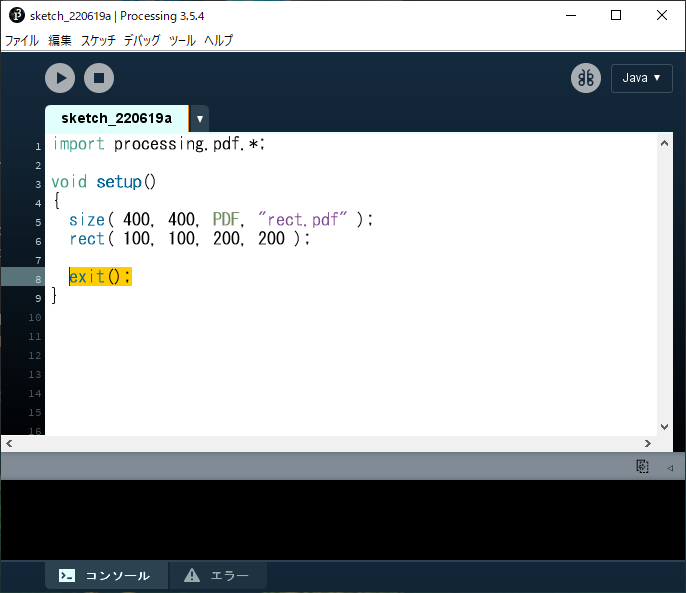 sketch_220619a | Processing 3.5.4
ファイル 編集 スケッチ デバッグ ツール ヘルプ
Java ▼
sketch_220619a ▼
1 import processing.pdf.*;
2
3 void setup()
4 {
5 size( 400, 400, PDF, "rect.pdf" );
6 rect( 100, 100, 200, 200 );
7
8 exit();
9 }
10
11
12
13
14
15
16
コンソール エラー